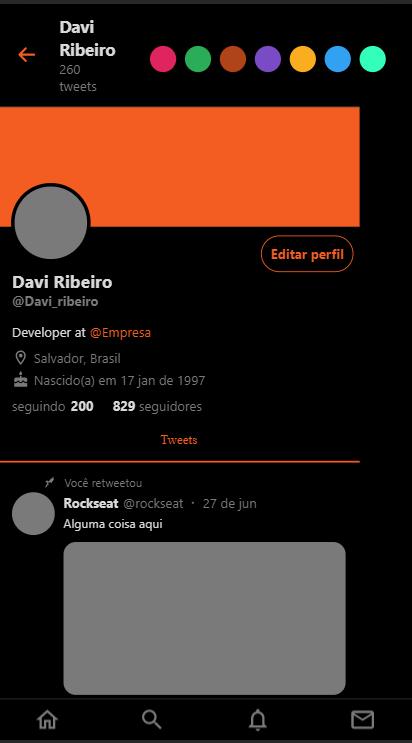 Davi
Ribeiro
260
tweets
Editar perfil
Davi Ribeiro
@Davi_ribeiro
Developer at @Empresa
Salvador, Brasil
Nascido(a) em 17 jan de 1997
seguindo 200 829 seguidores
Tweets
Você retweetou
Rockseat @rockseat · 27 de jun
Alguma coisa aqui